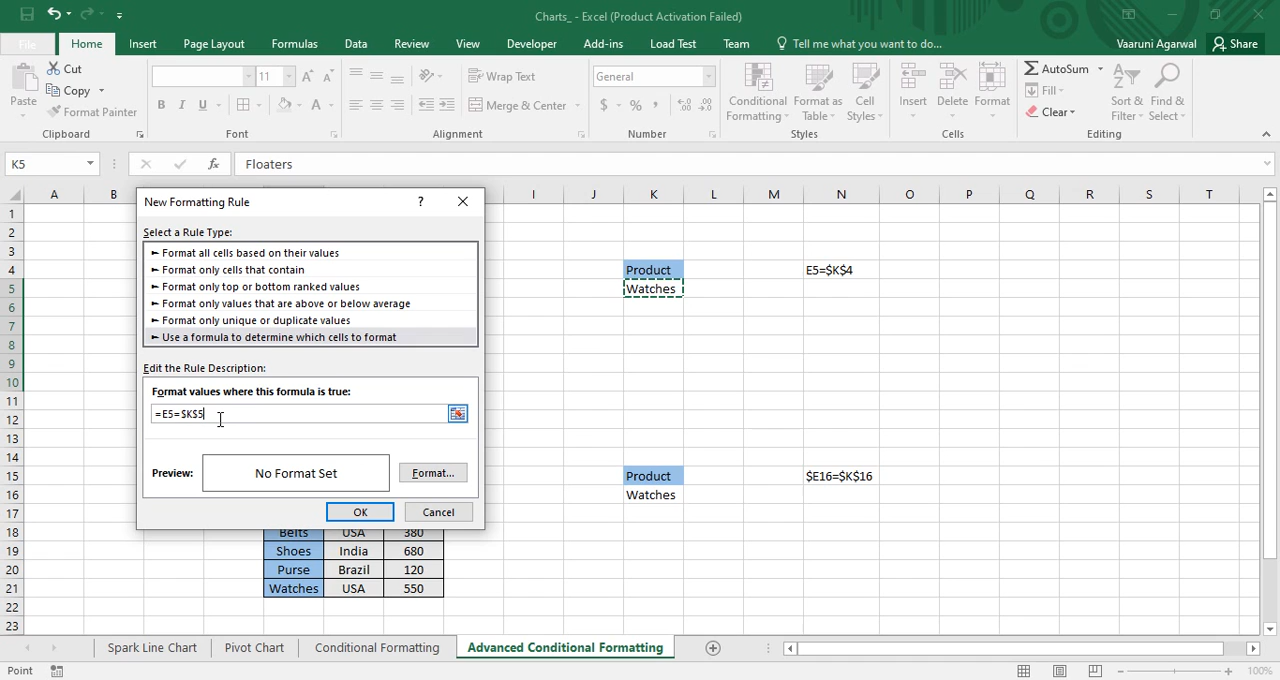 Charts_ - Excel (Product Activation Failed)
File Home Insert Page Layout Formulas Data Review View Developer Add-ins Load Test Team Tell me what you want to do... Vaaruni Agarwal Share
Paste Cut Copy Format Painter
11
Wrap Text Merge & Center
General
$ % ,
Conditional Formatting Format as Table Cell Styles
Insert Delete Format
AutoSum Fill Clear
Sort & Filter Find & Select
Clipboard Font Alignment Number Styles Cells Editing
K5 fx Floaters
A B I J K L M N O P Q R S T
1
2
3
4 Product E5=$K$4
5 Watches
6
7
8
9
10
11
12
13
14
15 Product $E16=$K$16
16 Watches
17
18 Belts USA 380
19 Shoes India 680
20 Purse Brazil 120
21 Watches USA 550
22
23
New Formatting Rule ?
Select a Rule Type:
► Format all cells based on their values
► Format only cells that contain
► Format only top or bottom ranked values
► Format only values that are above or below average
► Format only unique or duplicate values
► Use a formula to determine which cells to format
Edit the Rule Description:
Format values where this formula is true:
=E5=$K$5
Preview: No Format Set Format...
OK Cancel
Spark Line Chart Pivot Chart Conditional Formatting Advanced Conditional Formatting
Point 100%